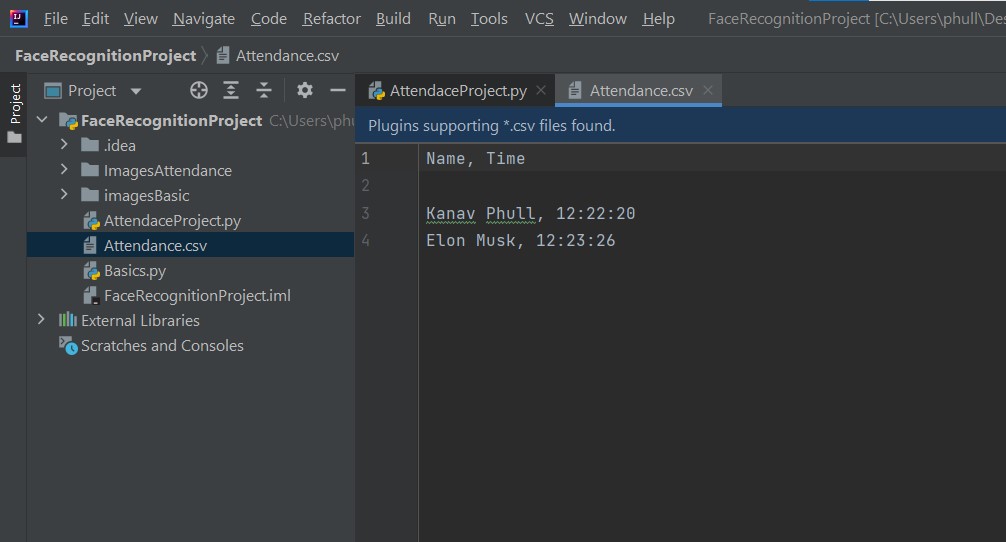 File Edit View Navigate Code Refactor Build Run Tools VCS Window Help FaceRecognitionProject [C:\Users\phull\Des
FaceRecognitionProject Attendance.csv
Project
Project
AttendaceProject.py
Attendance.csv
FaceRecognitionProject C:\Users\phu
.idea
ImagesAttendance
imagesBasic
AttendaceProject.py
Attendance.csv
Basics.py
FaceRecognitionProject.iml
External Libraries
Scratches and Consoles
Plugins supporting *.csv files found.
1 Name, Time
2
3 Kanav Phull, 12:22:20
4 Elon Musk, 12:23:26